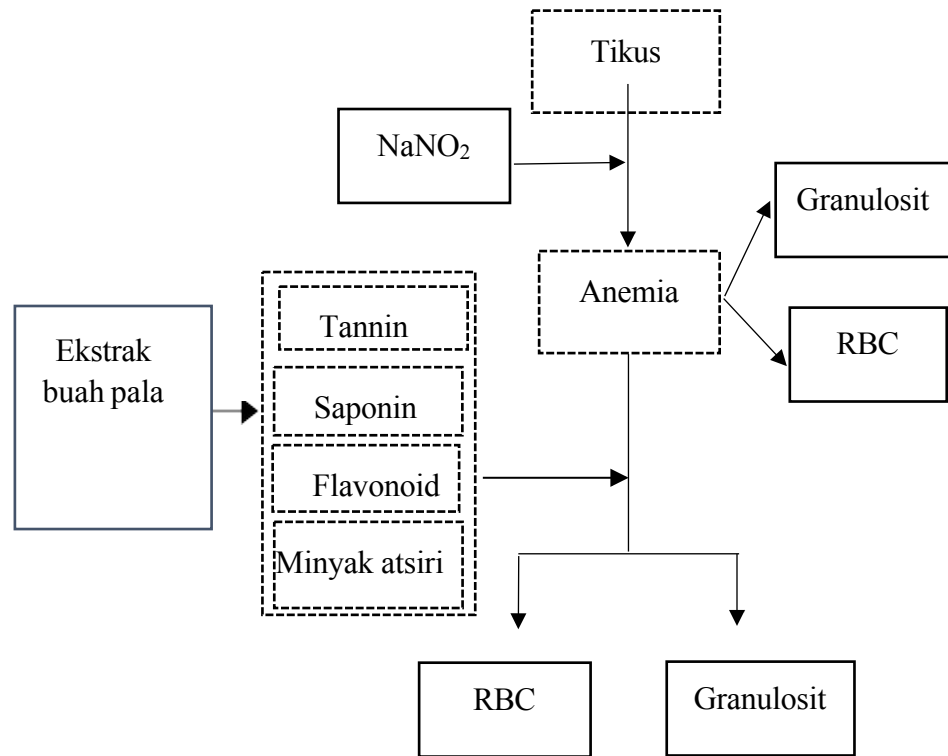 Tikus
NaNO₂
Granulosit
Anemia
RBC
Ekstrak
buah pala
Tannin
Saponin
Flavonoid
Minyak atsiri
RBC
Granulosit